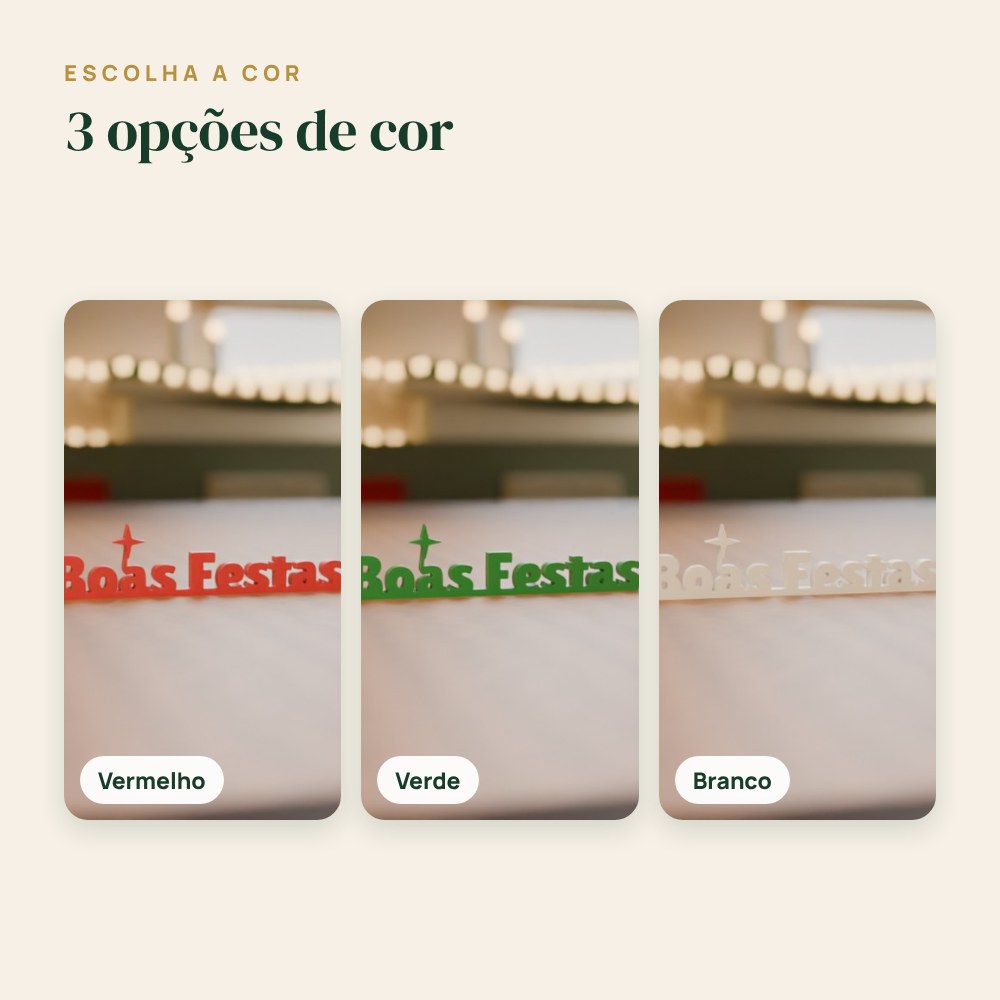 ESCOLHA A COR
3 opções de cor
Boas Festas
Boas Festas
Boas Festas
Vermelho
Verde
Branco